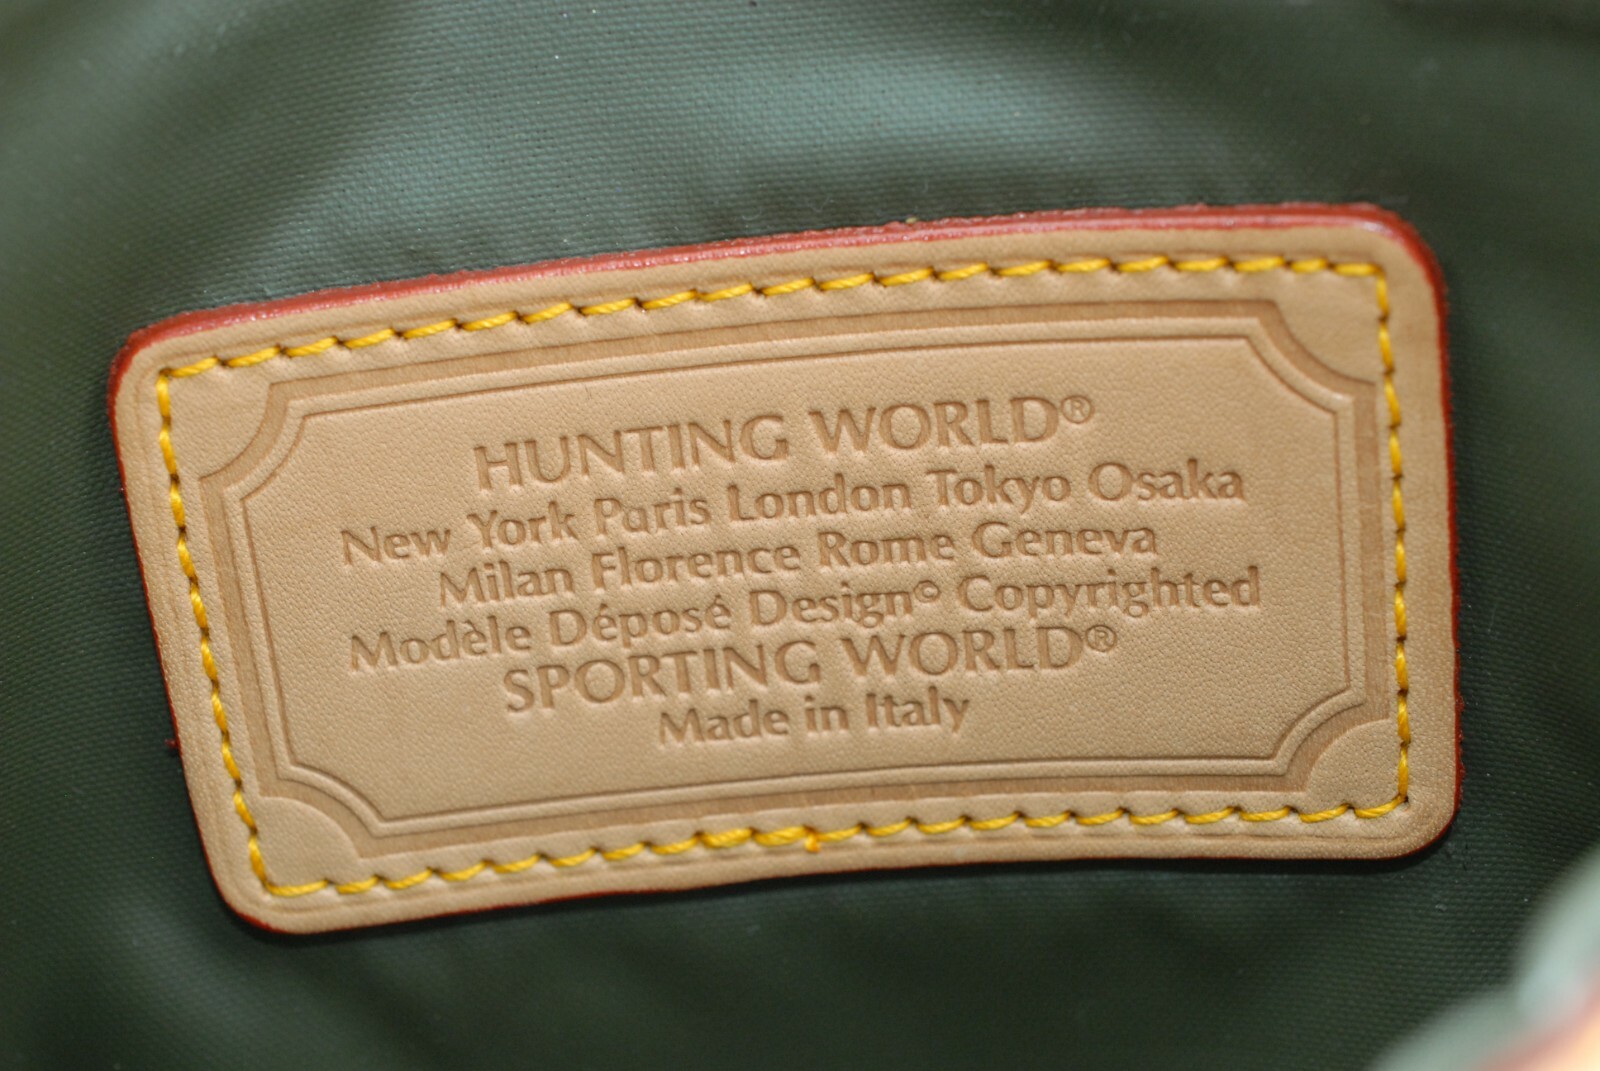 HUNTING WORLD®
New York Paris London Tokyo Osaka
Milan Florence Rome Geneva
Modèle Déposé Design© Copyrighted
SPORTING WORLD®
Made in Italy